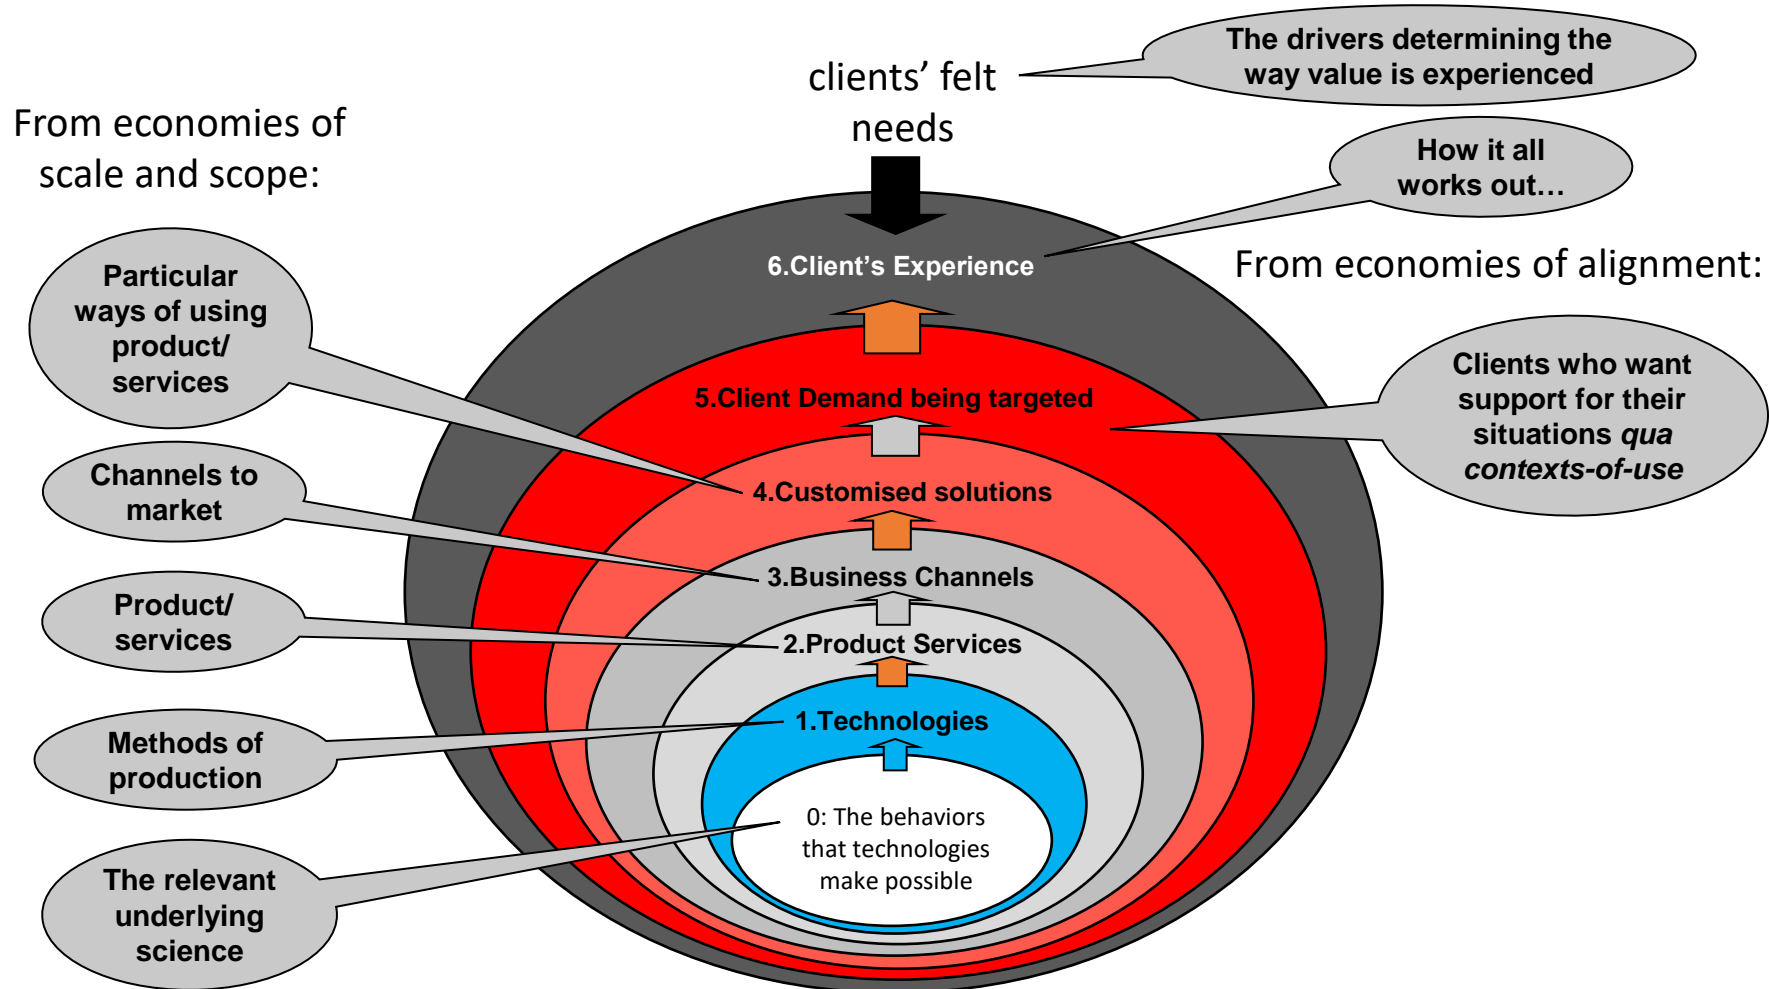 The drivers determining the
way value is experienced
clients’ felt
needs
From economies of
scale and scope:
How it all
works out…
6.Client’s Experience
From economies of alignment:
Particular
ways of using
product/
services
5.Client Demand being targeted
Clients who want
support for their
situations qua
contexts-of-use
Channels to
market
4.Customised solutions
3.Business Channels
Product/
services
2.Product Services
Methods of
production
1.Technologies
0: The behaviors
that technologies
make possible
The relevant
underlying
science